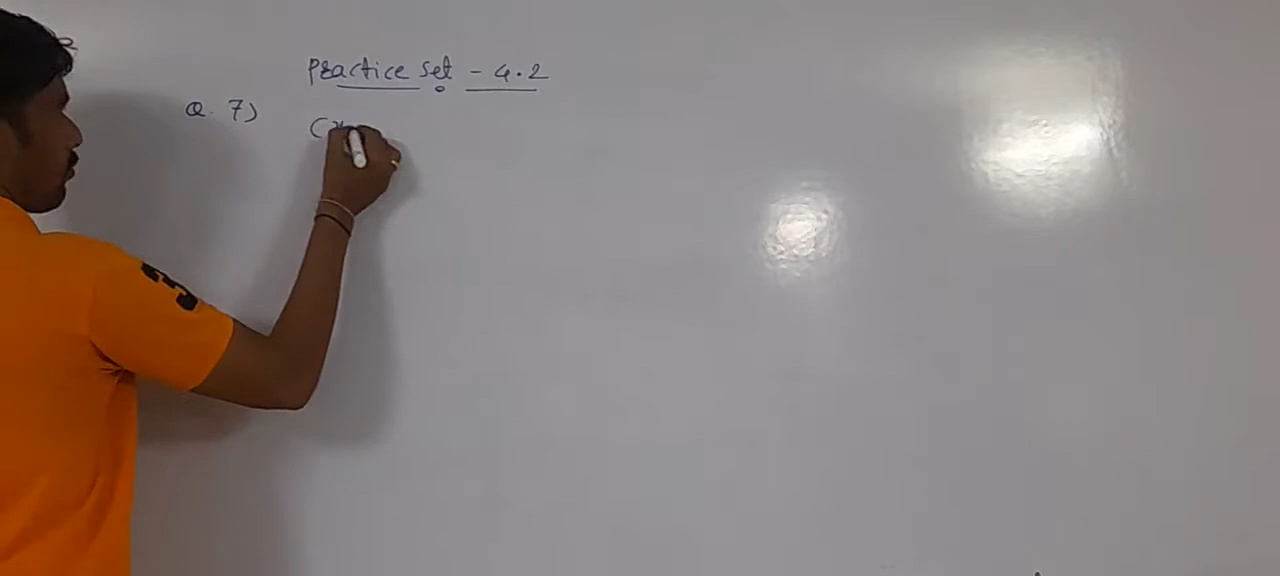 Practice set - 4.2
Q. 7)
(x